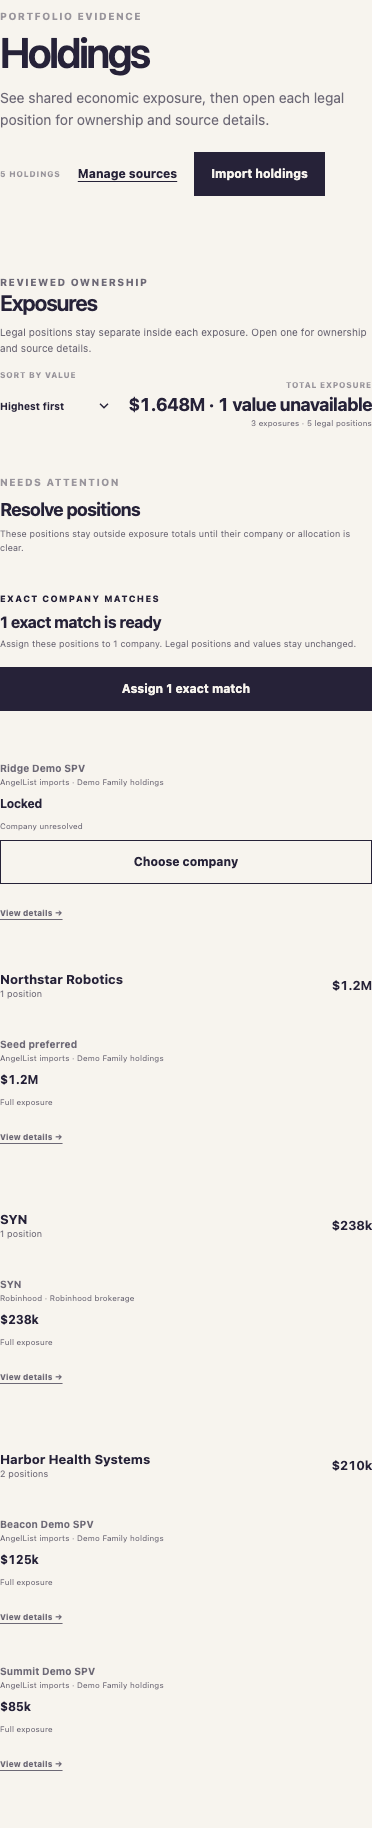 PORTFOLIO EVIDENCE
Holdings
See shared economic exposure, then open each legal
position for ownership and source details.
5 HOLDINGS
Manage sources
Import holdings
REVIEWED OWNERSHIP
Exposures
Legal positions stay separate inside each exposure. Open one for ownership
and source details.
SORT BY VALUE
Highest first
TOTAL EXPOSURE
$1.648M · 1 value unavailable
3 exposures · 5 legal positions
NEEDS ATTENTION
Resolve positions
These positions stay outside exposure totals until their company or allocation is
clear.
EXACT COMPANY MATCHES
1 exact match is ready
Assign these positions to 1 company. Legal positions and values stay unchanged.
Assign 1 exact match
Ridge Demo SPV
AngelList imports · Demo Family holdings
Locked
Company unresolved
Choose company
View details →
Northstar Robotics
$1.2M
1 position
Seed preferred
AngelList imports · Demo Family holdings
$1.2M
Full exposure
View details →
SYN
$238k
1 position
SYN
Robinhood · Robinhood brokerage
$238k
Full exposure
View details →
Harbor Health Systems
$210k
2 positions
Beacon Demo SPV
AngelList imports · Demo Family holdings
$125k
Full exposure
View details →
Summit Demo SPV
AngelList imports · Demo Family holdings
$85k
Full exposure
View details →